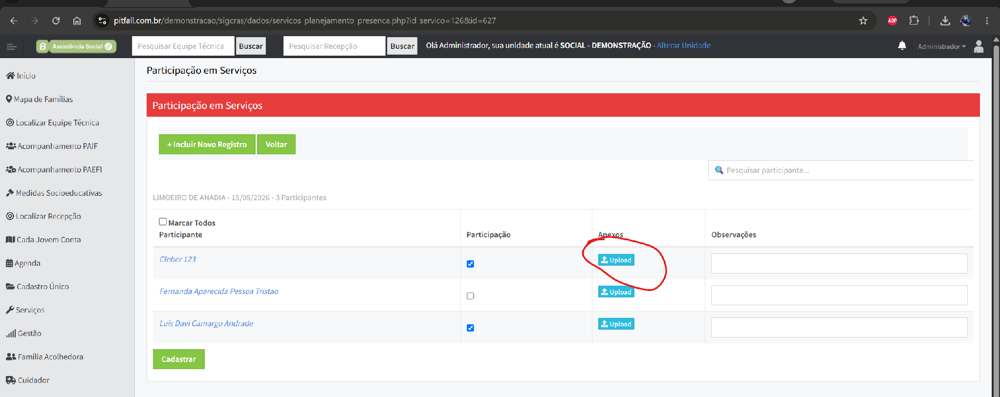 pitfall.com.br/demonstracao/sigcras/dados/servicos_planejamento_presenca.php?id_servico=126&id=627
ABP
B Assistência Social
Pesquisar Equipe Técnica
Buscar
Pesquisar Recepção
Buscar
Olá Administrador, sua unidade atual é SOCIAL - DEMONSTRAÇÃO - Alterar Unidade
Administrador
Início
Mapa de Famílias
Localizar Equipe Técnica
Acompanhamento PAIF
Acompanhamento PAEFI
Medidas Socioeducativas
Localizar Recepção
Cada Jovem Conta
Agenda
Cadastro Único
Serviços
Gestão
Família Acolhedora
Cuidador
Participação em Serviços
Participação em Serviços
+ Incluir Novo Registro
Voltar
Pesquisar participante...
LIMOEIRO DE ANADIA - 15/05/2026 - 3 Participantes
Marcar Todos
Participante
Participação
Anexos
Observações
Cleber 123
Upload
Fernanda Aparecida Pessoa Tristao
Upload
Luis Davi Camargo Andrade
Upload
Cadastrar